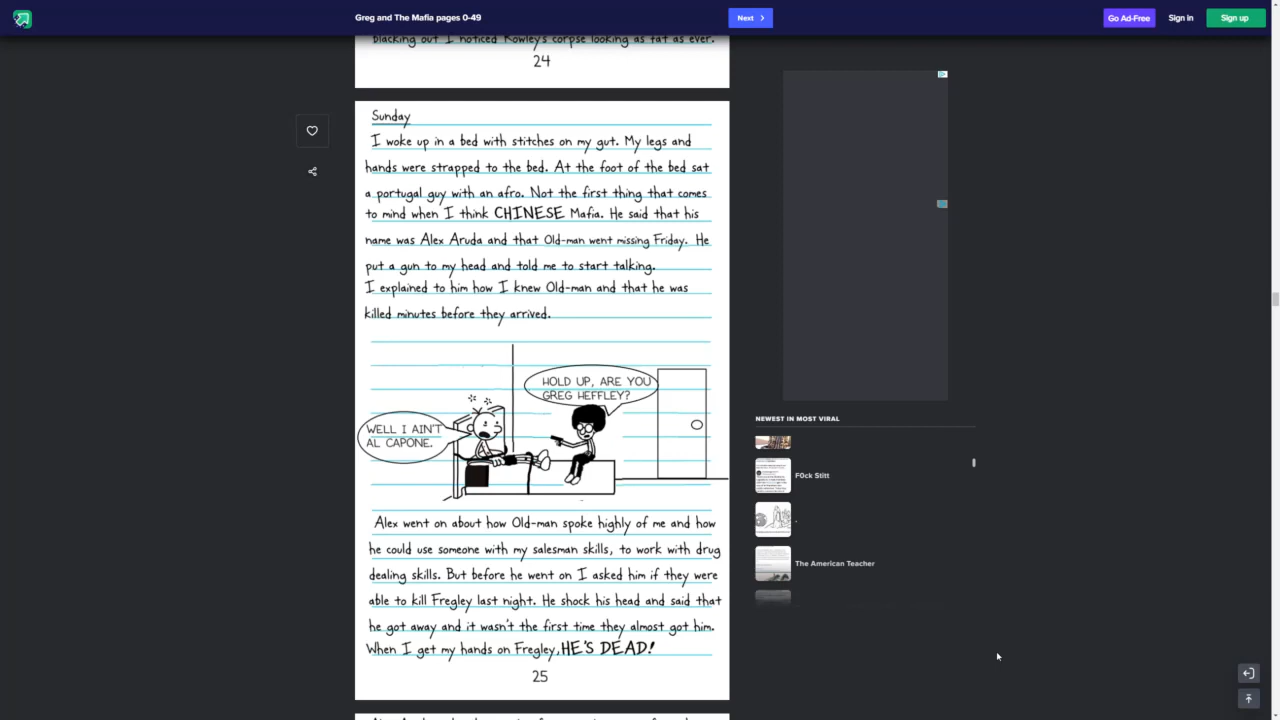 Greg and The Mafia pages 0-49
Next
Go Ad-Free
Sign in
Sign up
blacking out I noticed Rowley's corpse looking as fat as ever.
24
Sunday
I woke up in a bed with stitches on my gut. My legs and
hands were strapped to the bed. At the foot of the bed sat
a portugal guy with an afro. Not the first thing that comes
to mind when I think CHINESE Mafia. He said that his
name was Alex Aruda and that Old-man went missing Friday. He
put a gun to my head and told me to start talking.
I explained to him how I knew Old-man and that he was
killed minutes before they arrived.
HOLD UP, ARE YOU
GREG HEFFLEY?
WELL I AIN'T
AL CAPONE.
Alex went on about how Old-man spoke highly of me and how
he could use someone with my salesman skills, to work with drug
dealing skills. But before he went on I asked him if they were
able to kill Fregley last night. He shock his head and said that
he got away and it wasn't the first time they almost got him.
When I get my hands on Fregley, HE'S DEAD!
25
NEWEST IN MOST VIRAL
F0ck Stitt
.
The American Teacher